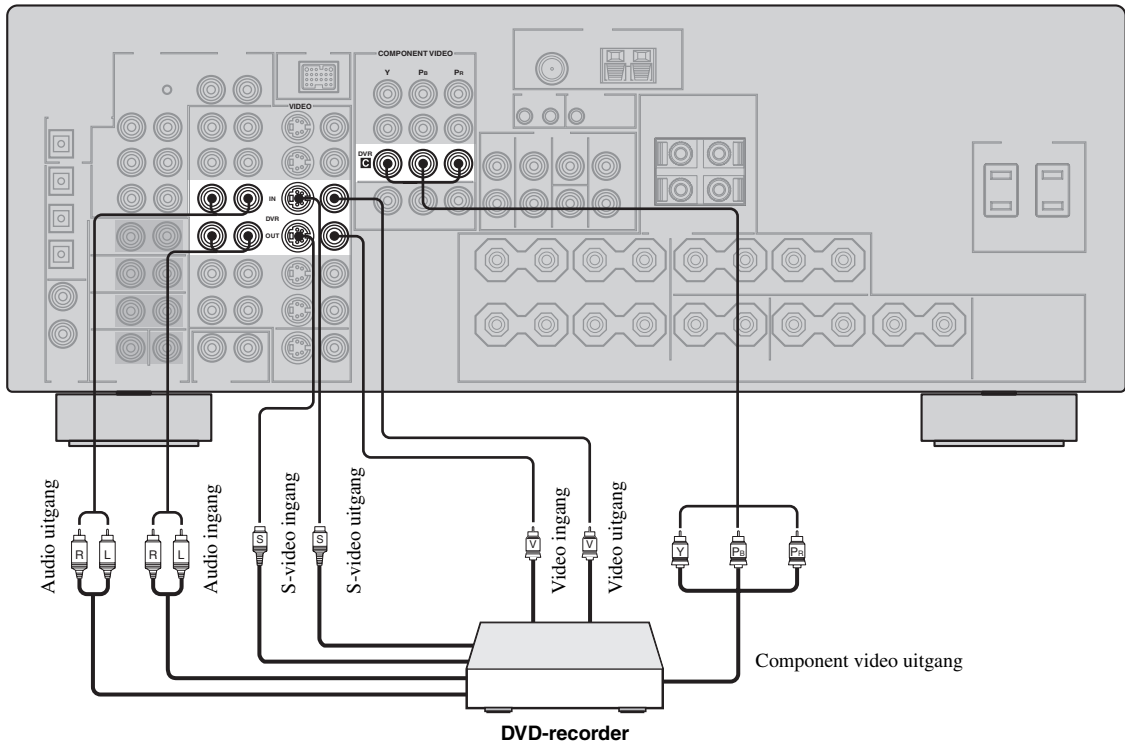 COMPONENT VIDEO
Y PB PR
VIDEO
DVR
C
IN
DVR
OUT
Audio uitgang
R L
R L
Audio ingang
S
S-video ingang
S
S-video uitgang
V
Video ingang
V
Video uitgang
Y
PB
PR
Component video uitgang
DVD-recorder